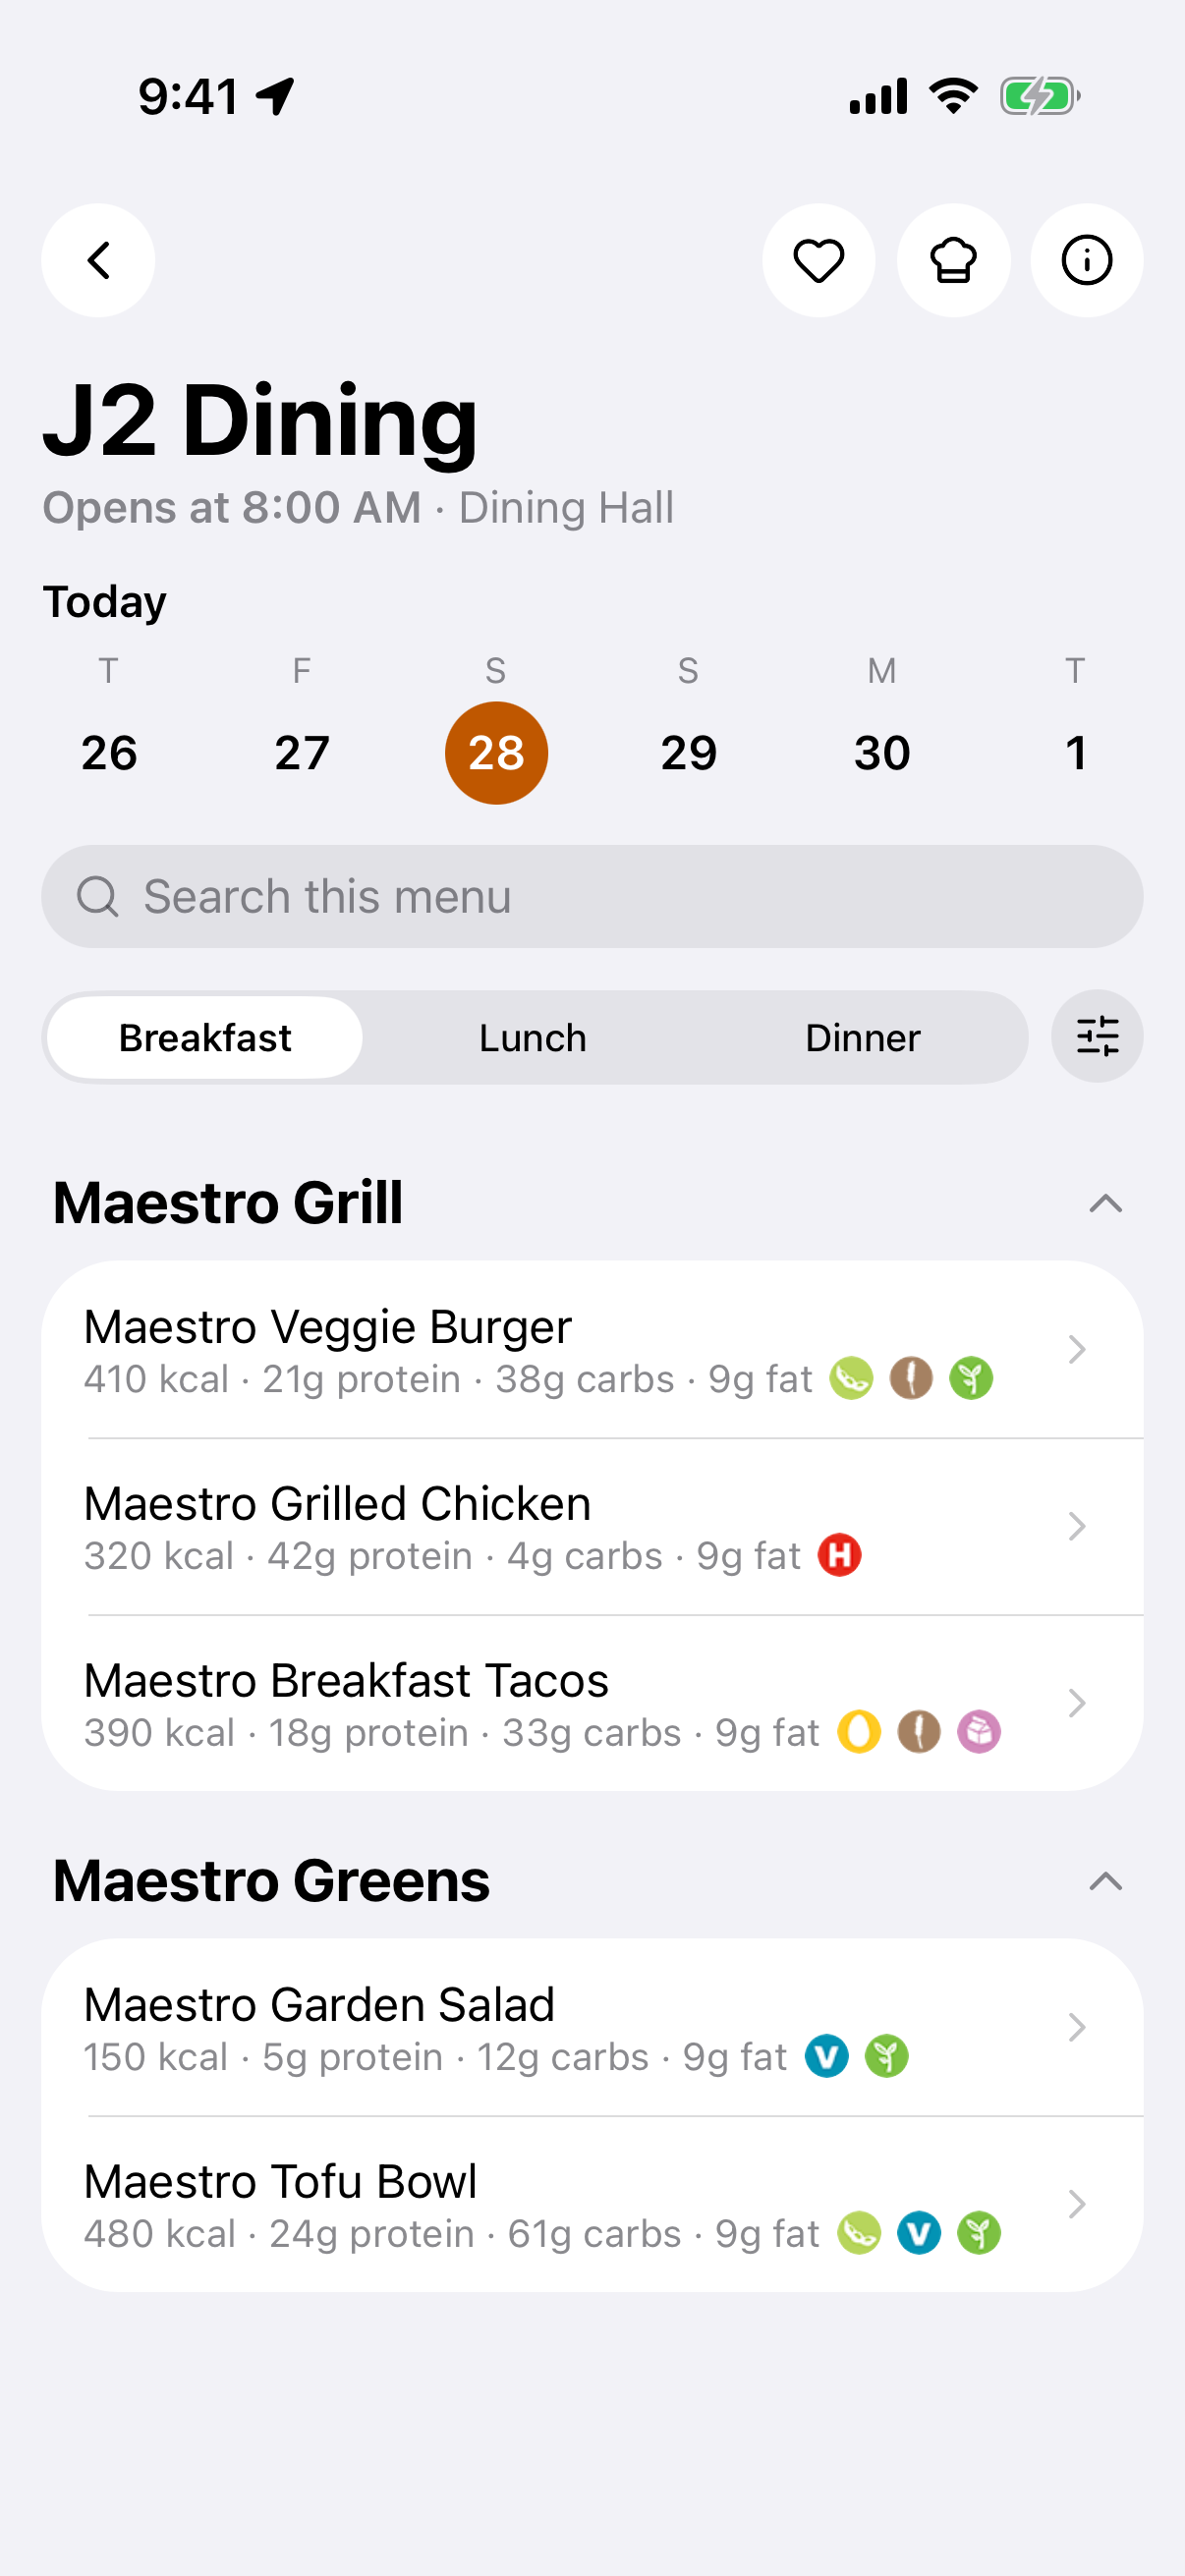 9:41
J2 Dining
Opens at 8:00 AM · Dining Hall
Today
T F S S M T
26 27 28 29 30 1
Search this menu
Breakfast Lunch Dinner
Maestro Grill
Maestro Veggie Burger
410 kcal · 21g protein · 38g carbs · 9g fat
Maestro Grilled Chicken
320 kcal · 42g protein · 4g carbs · 9g fat H
Maestro Breakfast Tacos
390 kcal · 18g protein · 33g carbs · 9g fat
Maestro Greens
Maestro Garden Salad
150 kcal · 5g protein · 12g carbs · 9g fat V
Maestro Tofu Bowl
480 kcal · 24g protein · 61g carbs · 9g fat V